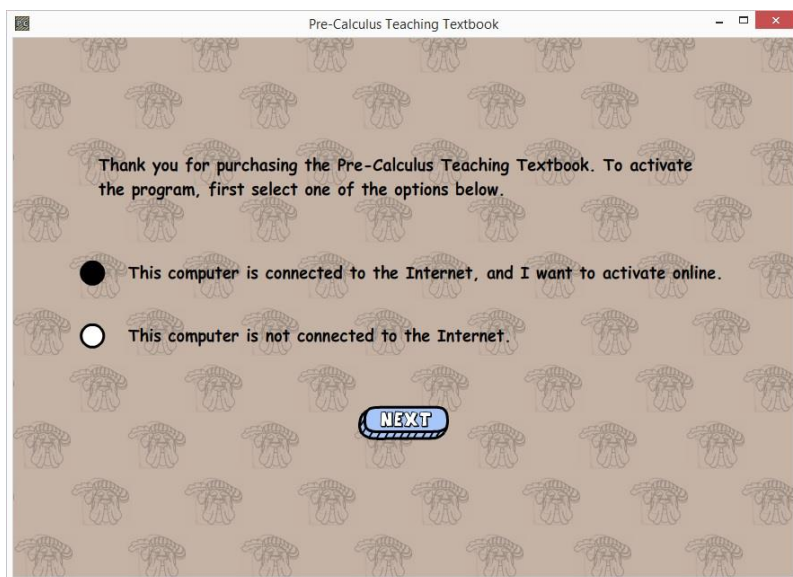 Pre-Calculus Teaching Textbook
Thank you for purchasing the Pre-Calculus Teaching Textbook. To activate
the program, first select one of the options below.
This computer is connected to the Internet, and I want to activate online.
This computer is not connected to the Internet.
NEXT